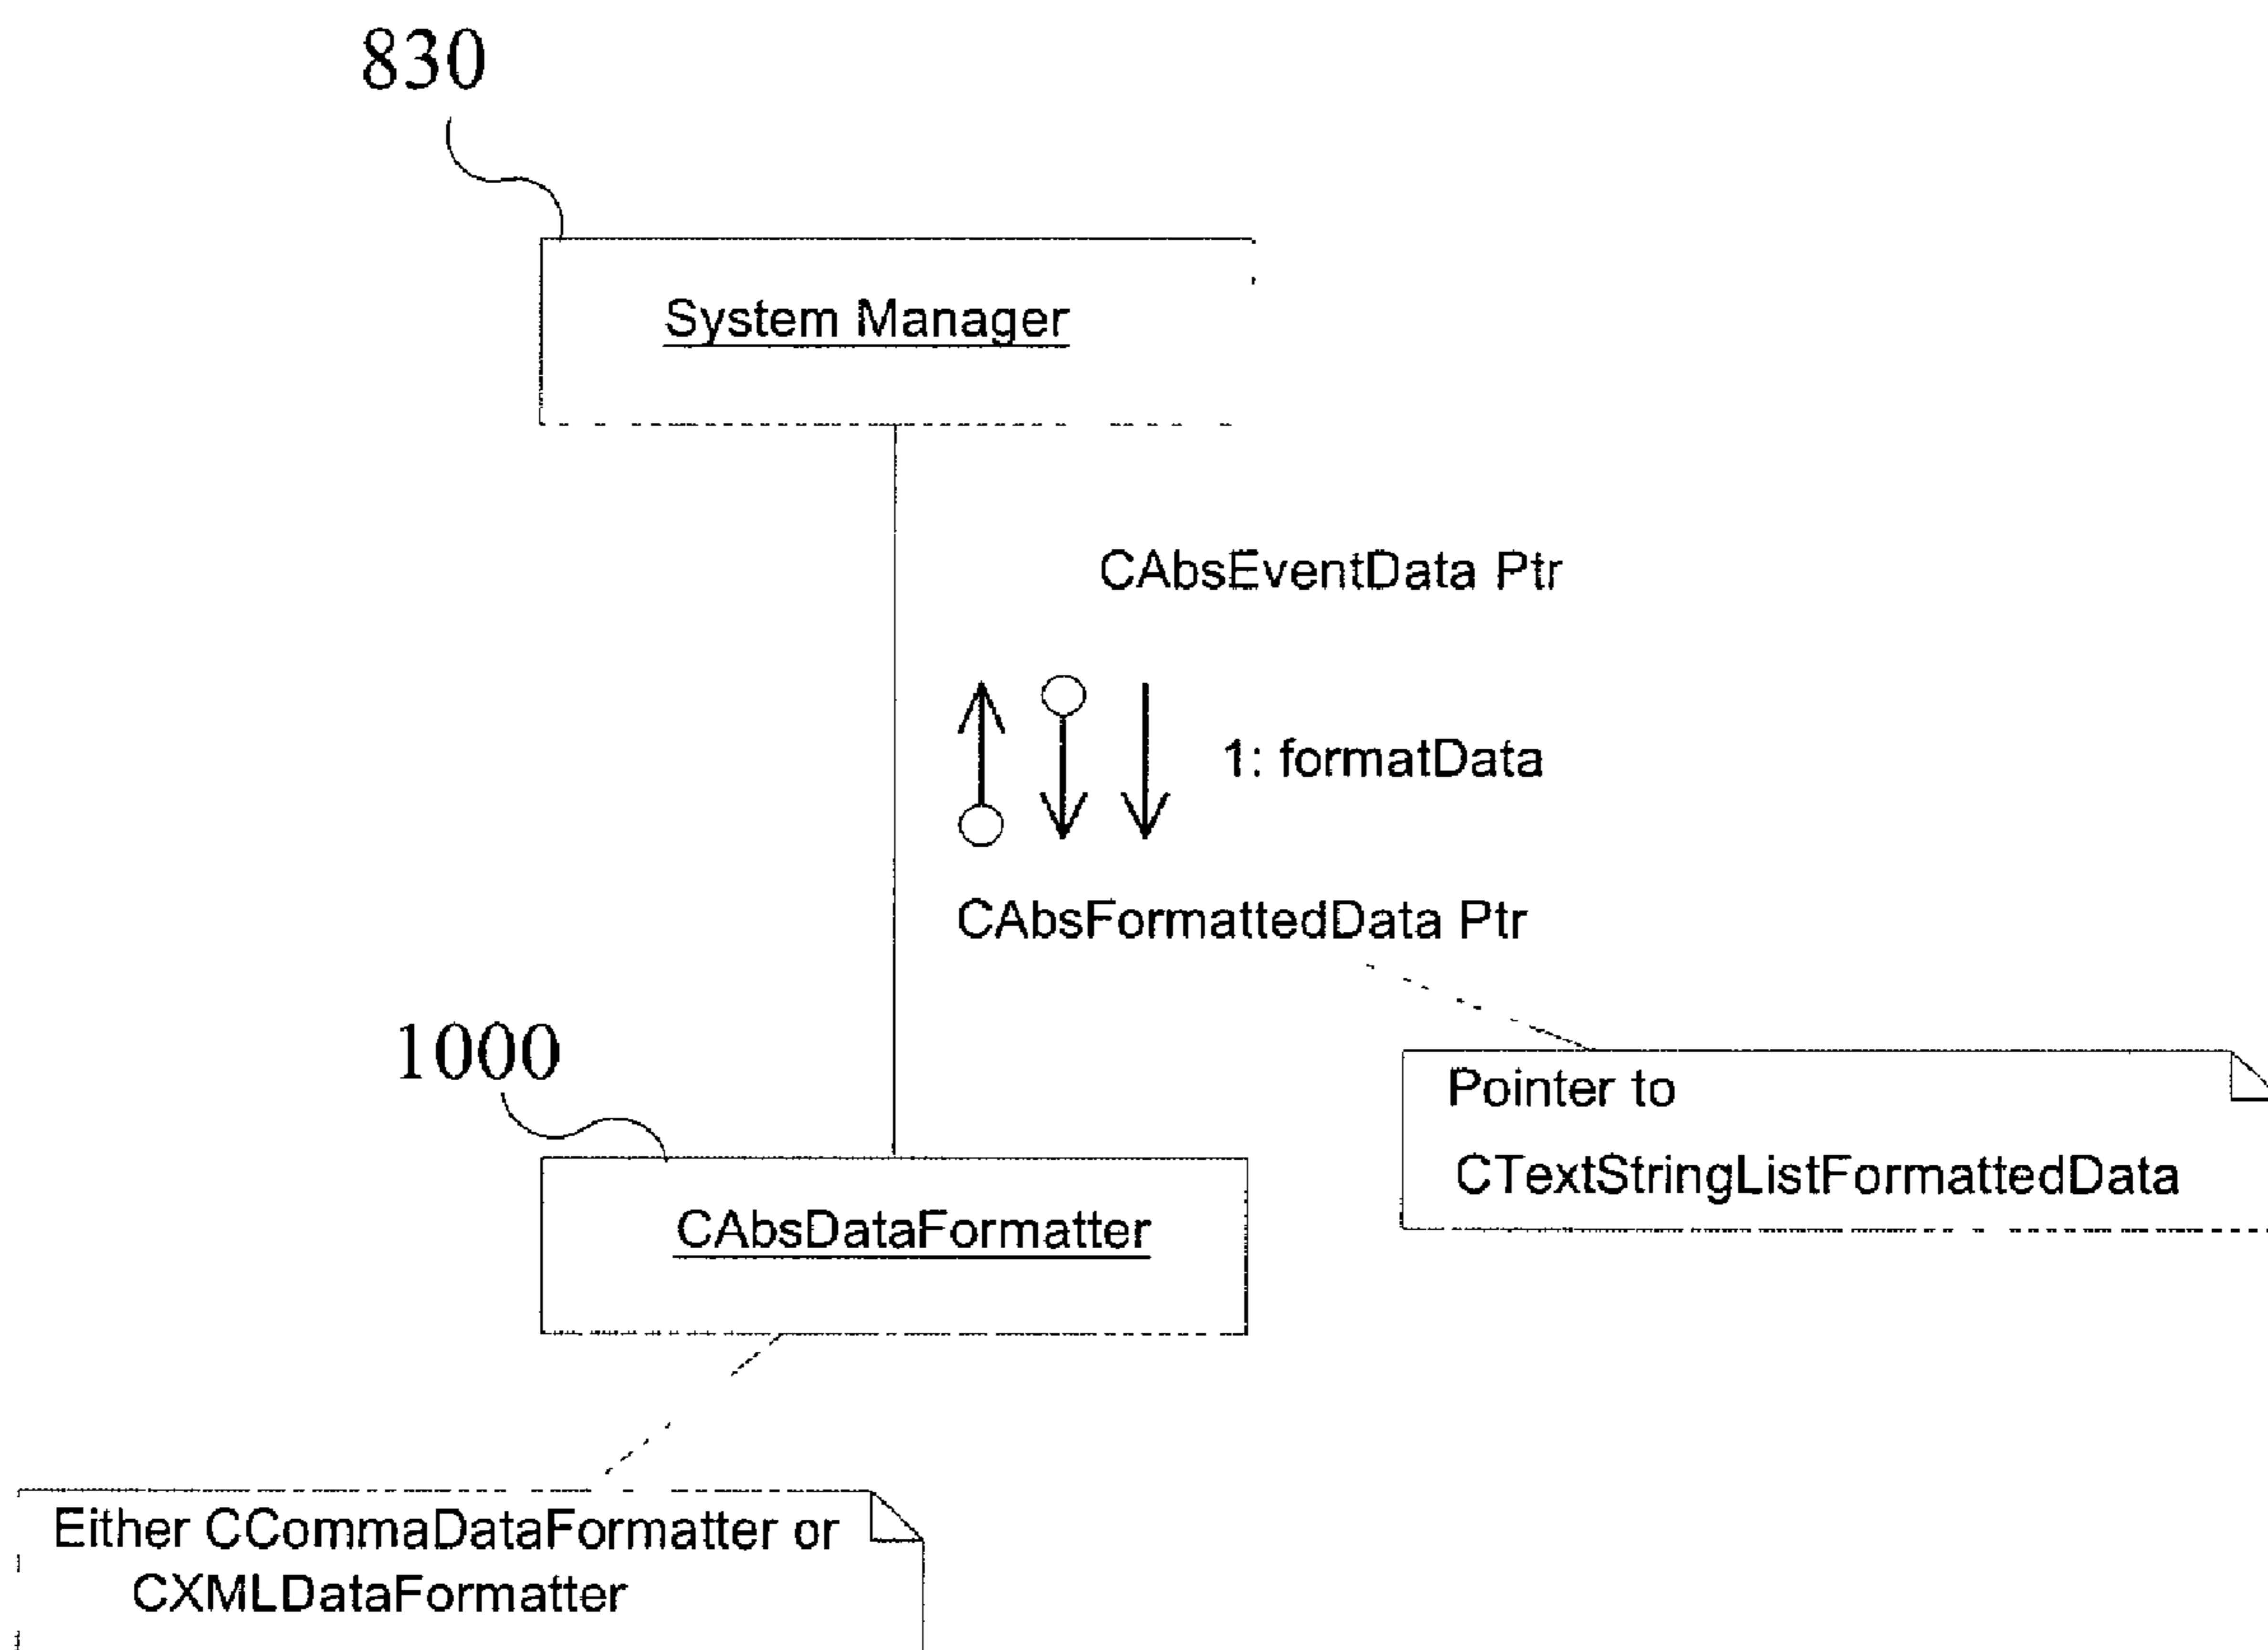 830
System Manager
CAbsEventData Ptr
1: formatData
CAbsFormattedData Ptr
1000
Pointer to
CTextStringListFormattedData
CAbsDataFormatter
Either CCommaDataFormatter or
CXMLDataFormatter